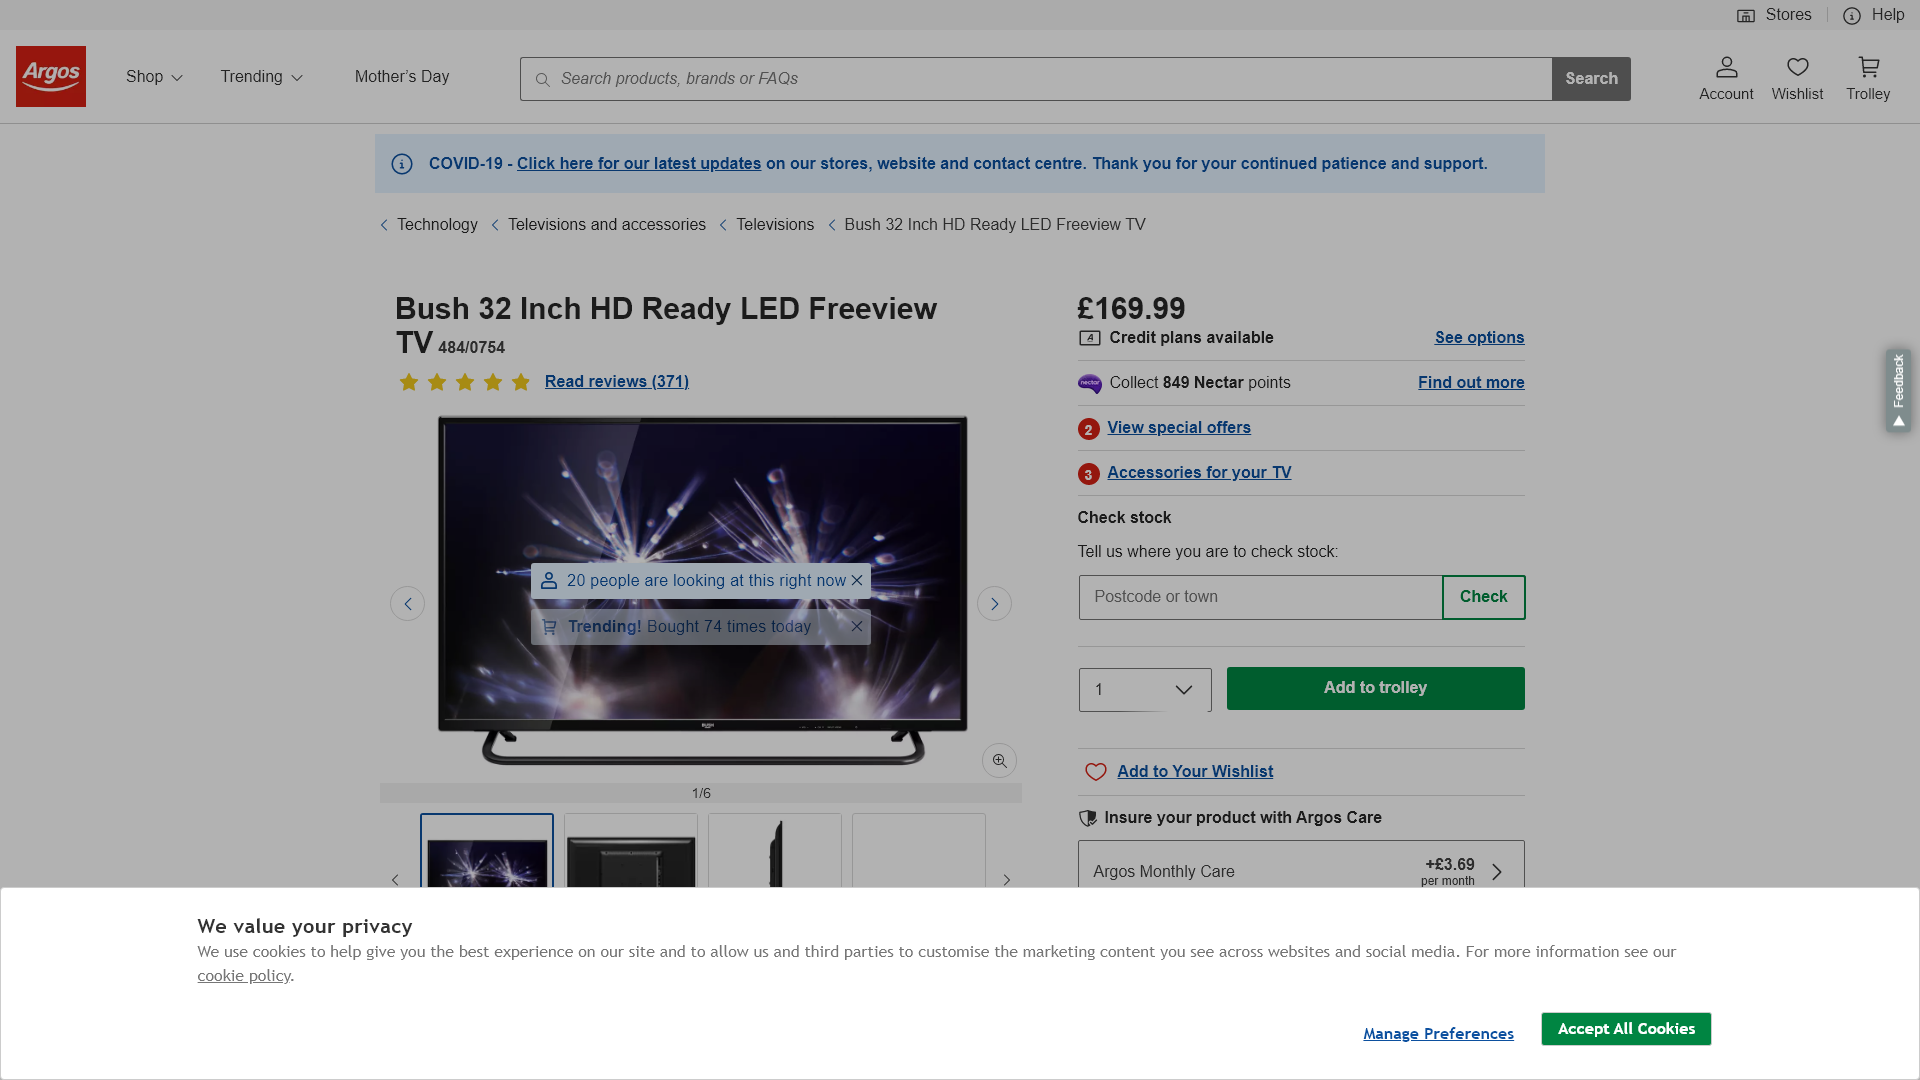 Stores
Help
Argos
Shop
Trending
Mother's Day
Search products, brands or FAQs
Search
Account
Wishlist
Trolley
COVID-19 - Click here for our latest updates on our stores, website and contact centre. Thank you for your continued patience and support.
Technology
Televisions and accessories
Televisions
Bush 32 Inch HD Ready LED Freeview TV
Bush 32 Inch HD Ready LED Freeview
TV 484/0754
Read reviews (371)
20 people are looking at this right now
Trending! Bought 74 times today
BUSH
1/6
£169.99
Credit plans available
See options
nectar
Collect 849 Nectar points
Find out more
2
View special offers
3
Accessories for your TV
Check stock
Tell us where you are to check stock:
Postcode or town
Check
1
Add to trolley
Add to Your Wishlist
Insure your product with Argos Care
Argos Monthly Care
+£3.69
per month
Feedback
We value your privacy
We use cookies to help give you the best experience on our site and to allow us and third parties to customise the marketing content you see across websites and social media. For more information see our
cookie policy.
Manage Preferences
Accept All Cookies